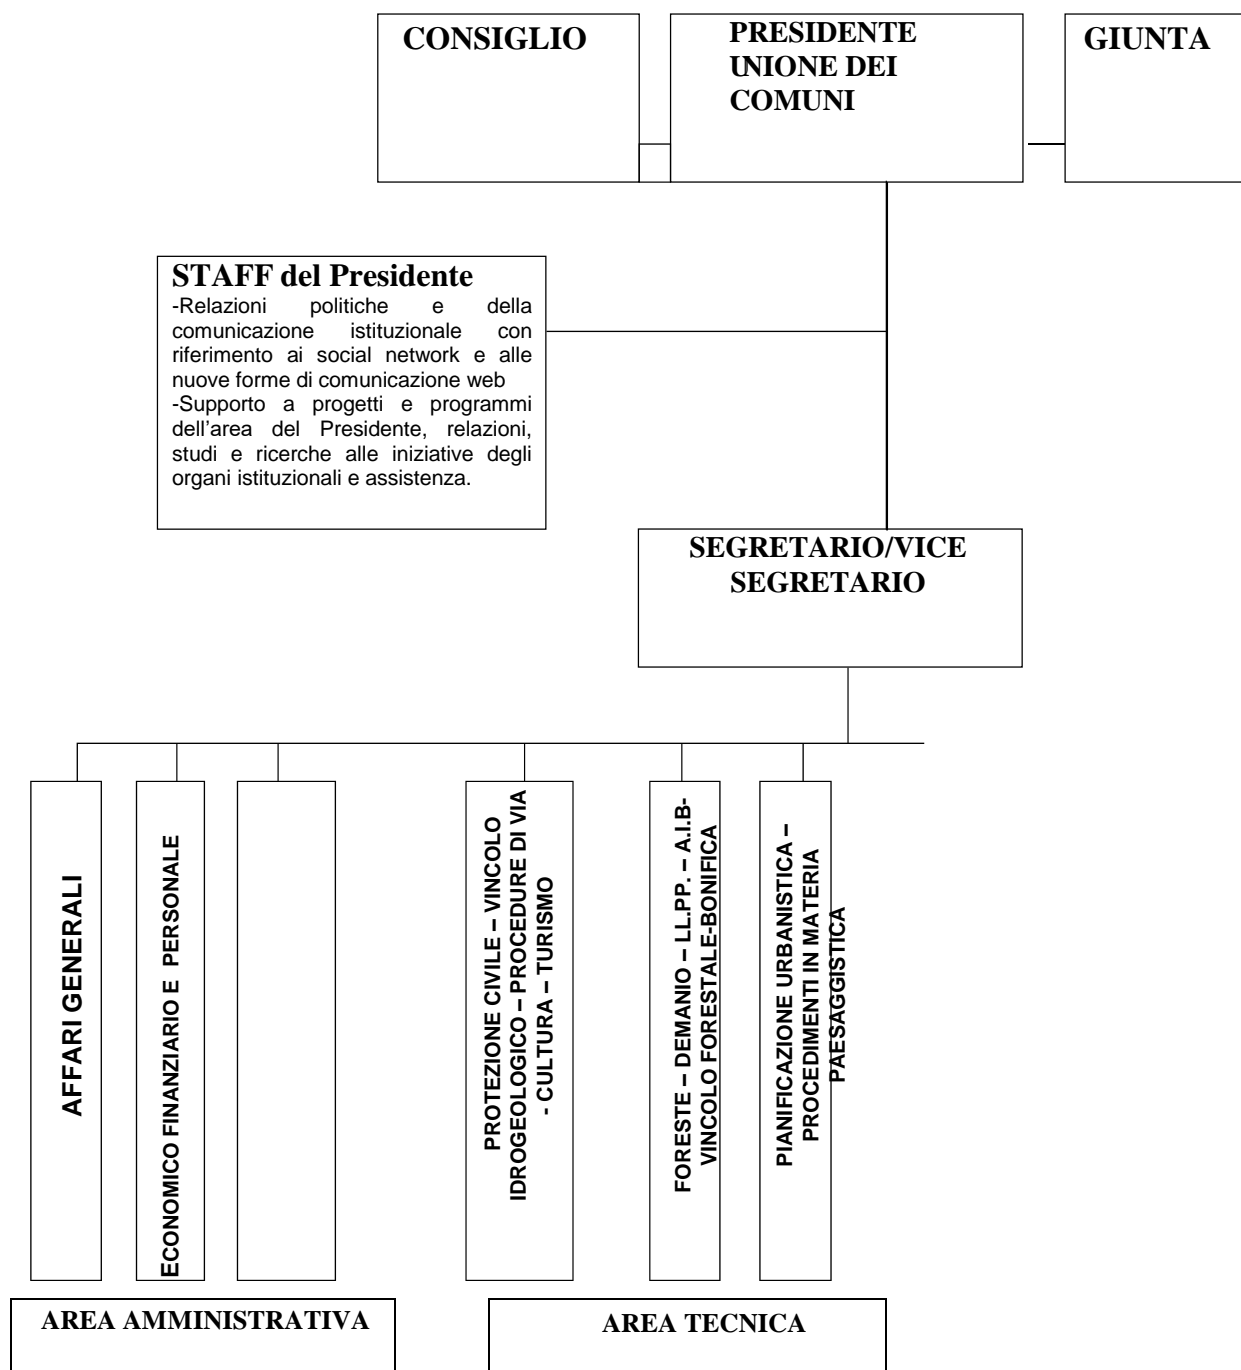 CONSIGLIO
PRESIDENTE
UNIONE DEI
COMUNI
GIUNTA
STAFF del Presidente
-Relazioni politiche e della
comunicazione istituzionale con
riferimento ai social network e alle
nuove forme di comunicazione web
-Supporto a progetti e programmi
dell’area del Presidente, relazioni,
studi e ricerche alle iniziative degli
organi istituzionali e assistenza.
SEGRETARIO/VICE
SEGRETARIO
AFFARI GENERALI
ECONOMICO FINANZIARIO E PERSONALE
PROTEZIONE CIVILE – VINCOLO
IDROGEOLOGICO – PROCEDURE DI VIA
- CULTURA – TURISMO
FORESTE – DEMANIO – LL.PP. – A.I.B-
VINCOLO FORESTALE-BONIFICA
PIANIFICAZIONE URBANISTICA –
PROCEDIMENTI IN MATERIA
PAESAGGISTICA
AREA AMMINISTRATIVA
AREA TECNICA